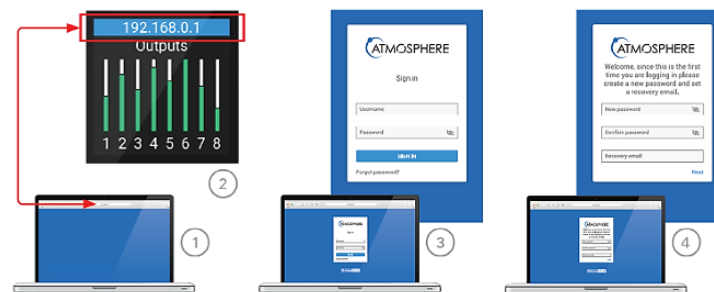 192.168.0.1
Outputs
1 2 3 4 5 6 7 8
2
1
ATMOSPHERE
Sign in
Username
Password
SIGN IN
Forgot password?
3
ATMOSPHERE
Welcome, since this is the first
time you are logging in please
create a new password and set
a recovery email.
New password
Confirm password
Recovery email
Next
4